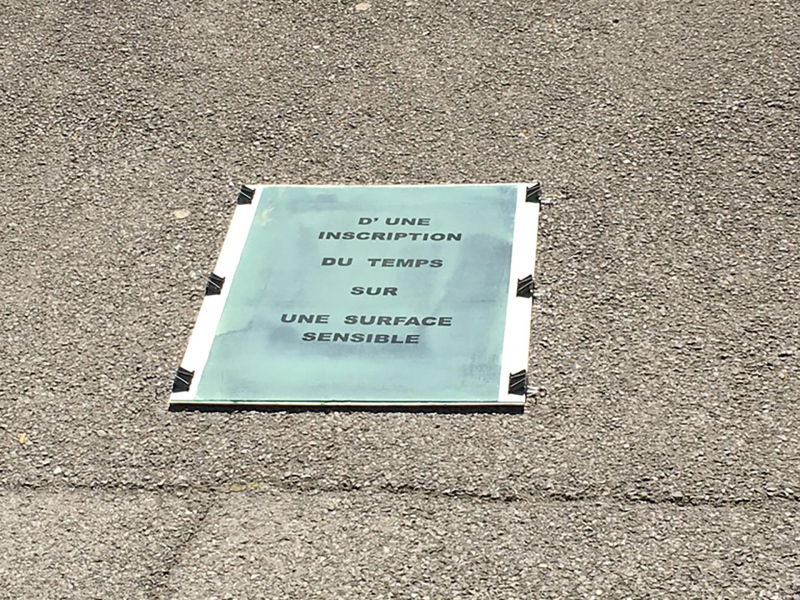 D' UNE
INSCRIPTION
DU TEMPS
SUR
UNE SURFACE
SENSIBLE